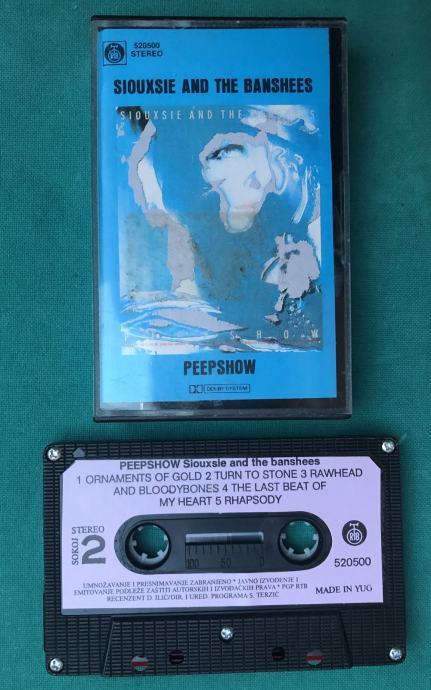 520500
STEREO
SIOUXSIE AND THE BANSHEES
SIOUXSIE AND THE
SHOW
PEEPSHOW
DOLBY SYSTEM
PEEPSHOW Siouxsie and the banshees
1 ORNAMENTS OF GOLD 2 TURN TO STONE 3 RAWHEAD
AND BLOODYBONES 4 THE LAST BEAT OF
MY HEART 5 RHAPSODY
STEREO
SOKOJ
2
RTB
100 50
520500
UMNOŽAVANJE I PRESNIMAVANJE ZABRANJENO * JAVNO IZVOĐENJE I
EMITOVANJE PODLEŽE ZAŠTITI AUTORSKIH I IZVOĐAČKIH PRAVA * PGP RTB
RECENZENT D. ILIĆ/DIR. I URED. PROGRAMA S. TERZIĆ
MADE IN YUG